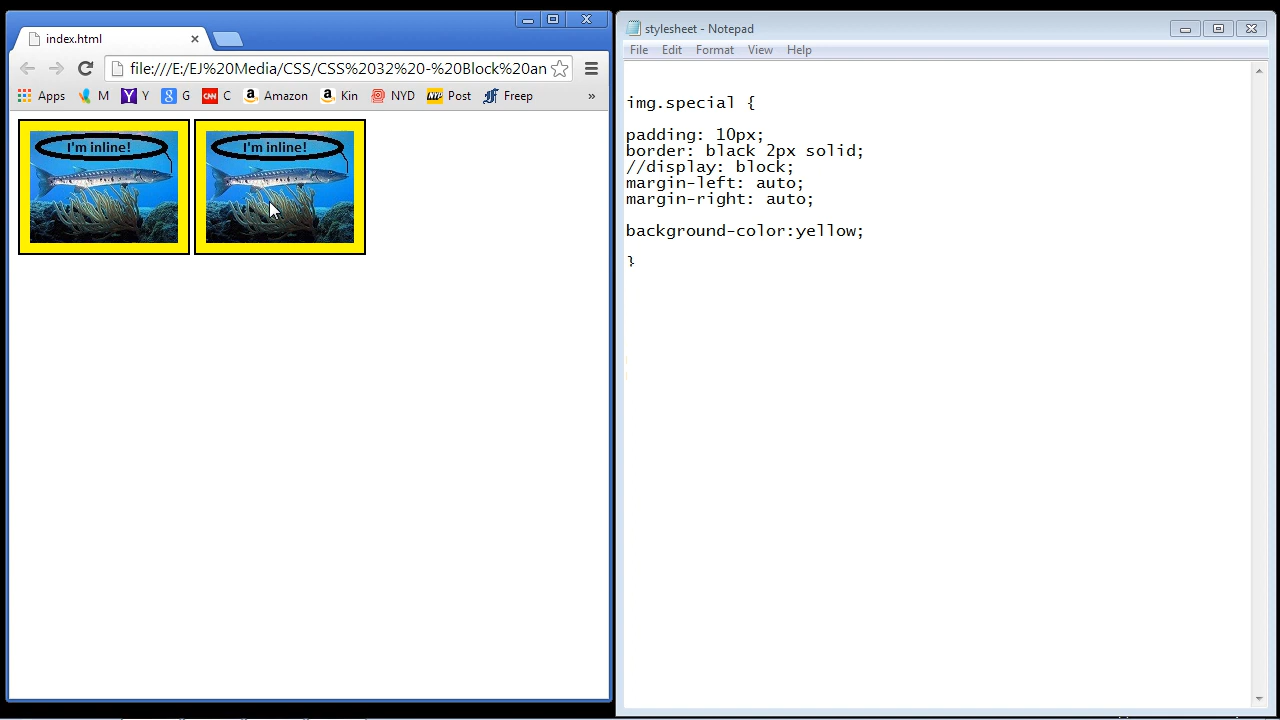 index.html
file:///E:/EJ%20Media/CSS/CSS%2032%20-%20Block%20an
Apps M Y G CNN C Amazon Kin NYD NYP Post Freep »
I'm inline! I'm inline!
stylesheet - Notepad
File Edit Format View Help
img.special {
padding: 10px;
border: black 2px solid;
//display: block;
margin-left: auto;
margin-right: auto;
background-color:yellow;
}